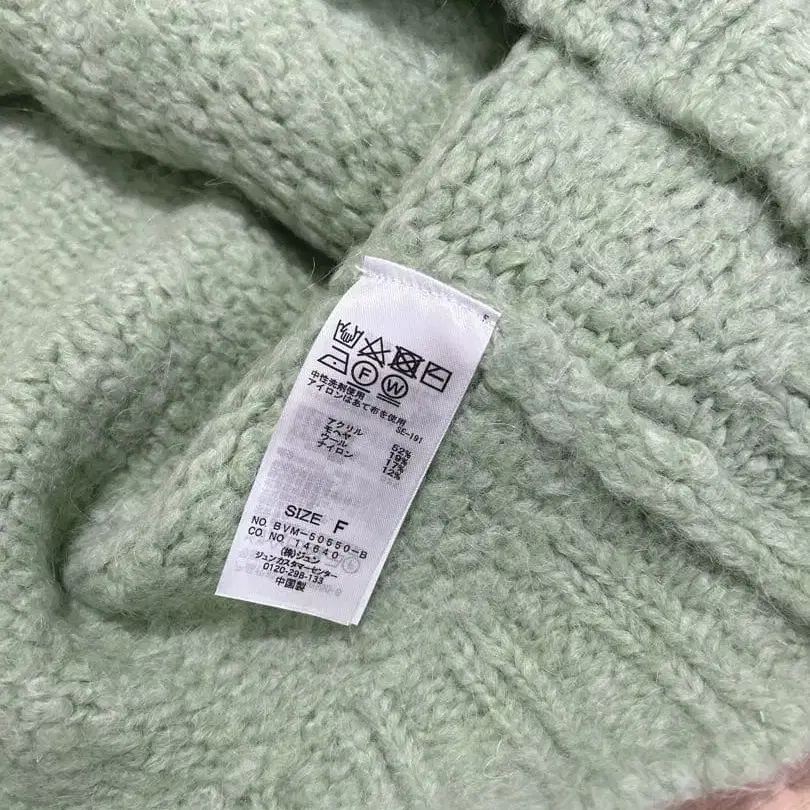 F W
中性洗剤使用
アイロンはあて布を使用
SE-191
アクリル 52%
モヘヤ 19%
ウール 17%
ナイロン 12%
SIZE F
NO. BVM-50550-B
CO. NO. T4640
(株)ジュン
ジュンカスタマーセンター
0120-298-133
中国製